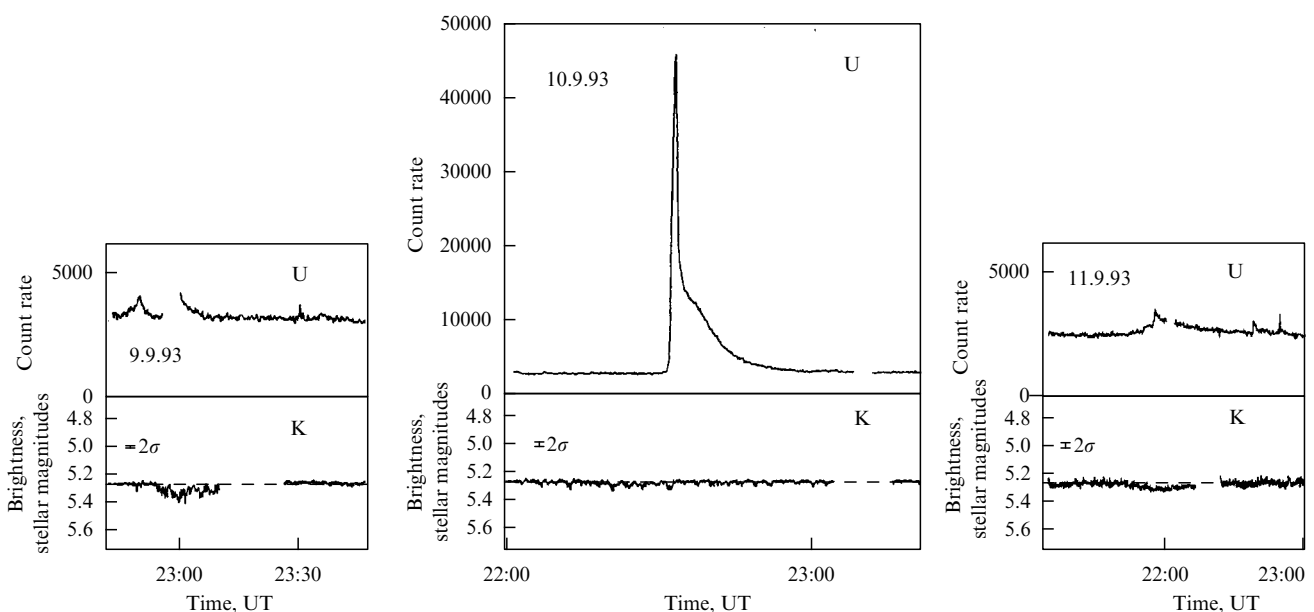 Count rate
5000
0
U
9.9.93
Brightness,
stellar magnitudes
4.8
5.0
5.2
5.4
5.6
2σ
K
23:00 23:30
Time, UT
Count rate
50000
40000
30000
20000
10000
0
10.9.93
U
Brightness,
stellar magnitudes
4.8
5.0
5.2
5.4
5.6
2σ
K
22:00 23:00
Time, UT
Count rate
5000
0
11.9.93
U
Brightness,
stellar magnitudes
4.8
5.0
5.2
5.4
5.6
2σ
K
22:00 23:00
Time, UT